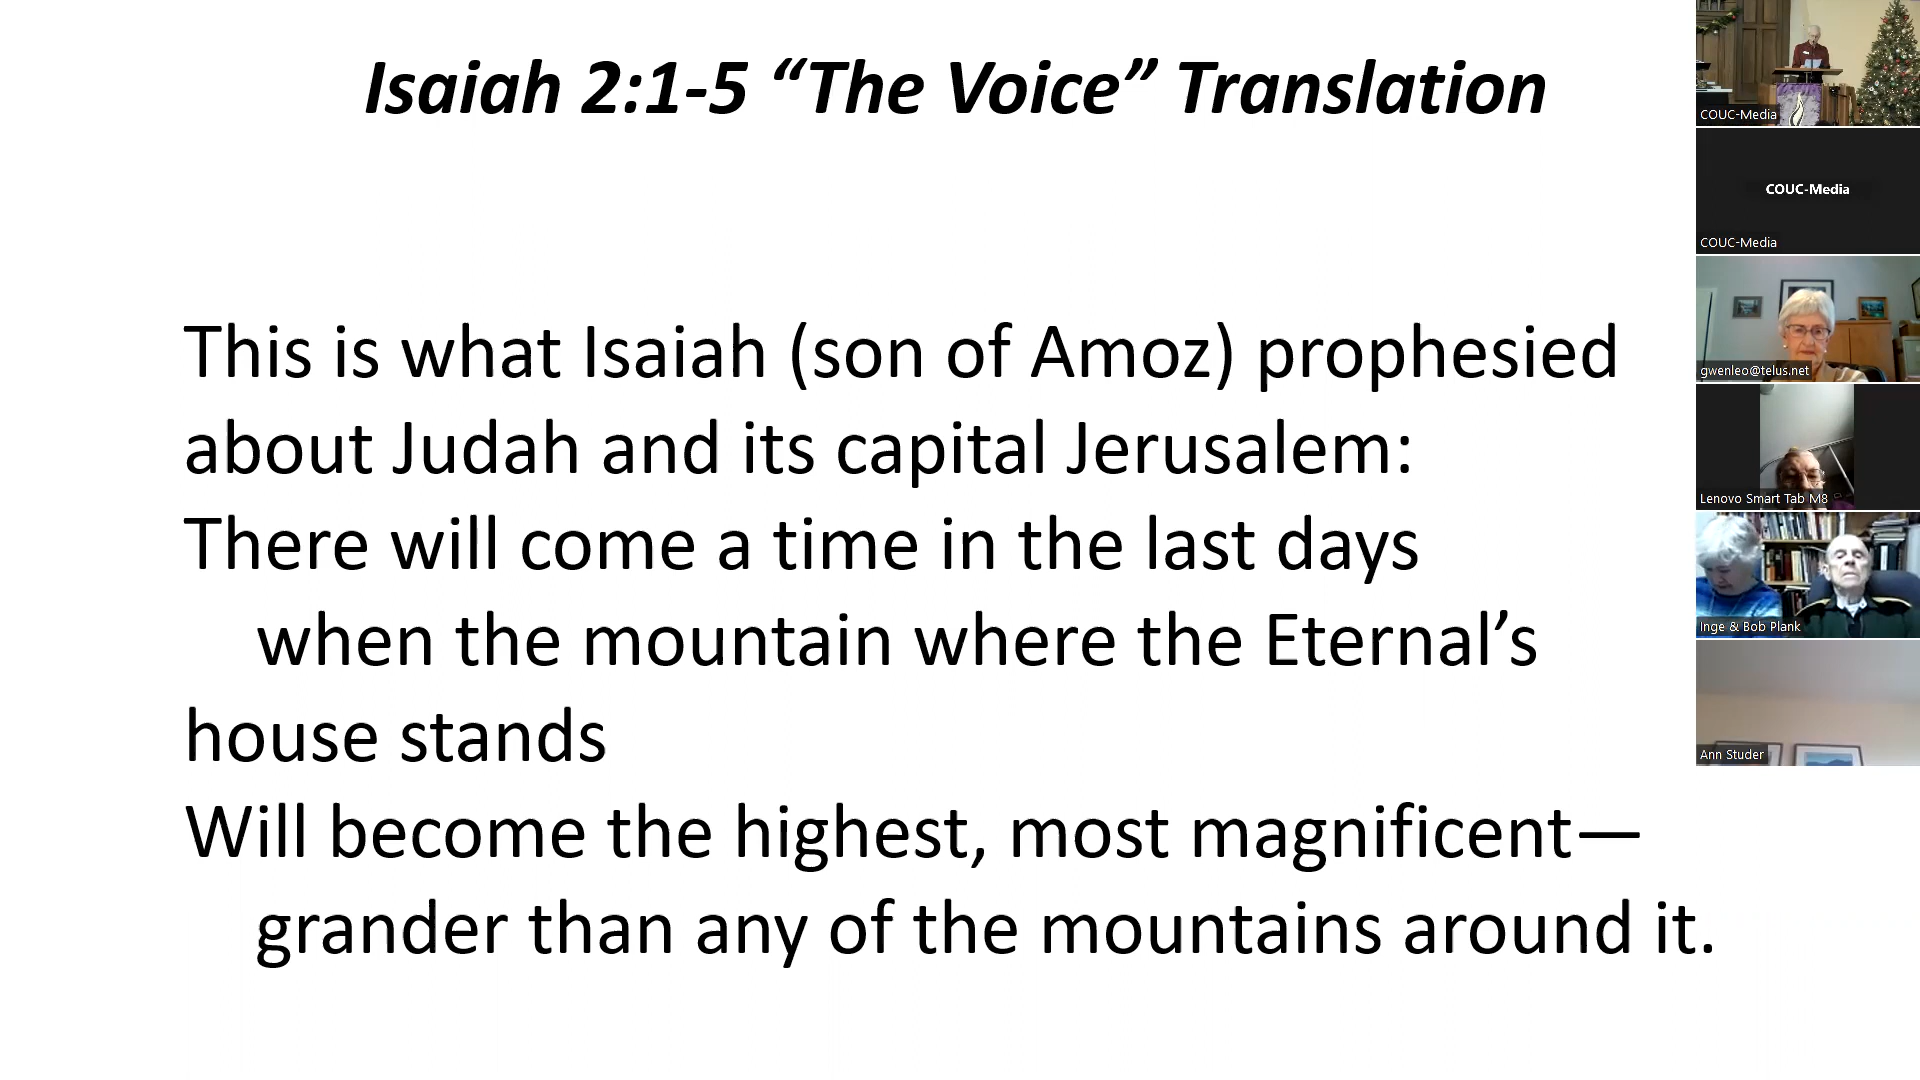 Isaiah 2:1-5 “The Voice” Translation
This is what Isaiah (son of Amoz) prophesied
about Judah and its capital Jerusalem:
There will come a time in the last days
when the mountain where the Eternal’s
house stands
Will become the highest, most magnificent—
grander than any of the mountains around it.
COUC-Media
COUC-Media
COUC-Media
gwenleo@telus.net
Lenovo Smart Tab M8
Inge & Bob Plank
Ann Studer